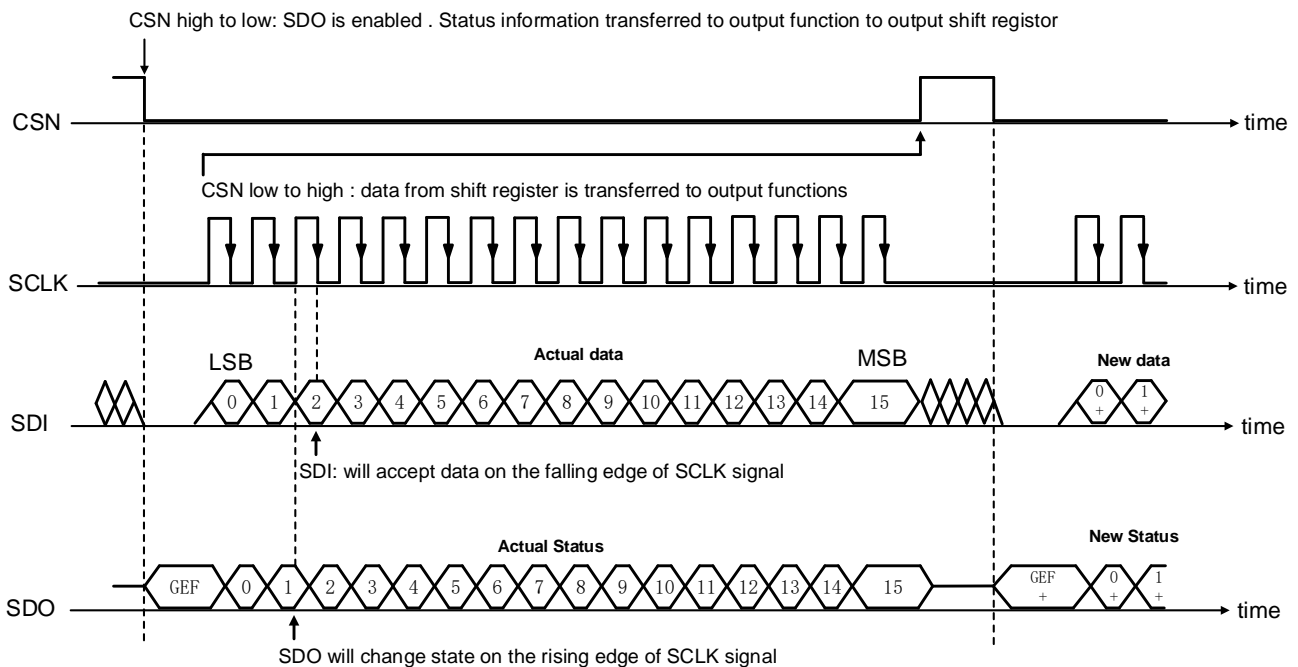 CSN high to low: SDO is enabled . Status information transferred to output function to output shift registor
CSN
time
CSN low to high : data from shift register is transferred to output functions
SCLK
time
LSB
Actual data
MSB
New data
0 1 2 3 4 5 6 7 8 9 10 11 12 13 14 15
0 + 1 +
SDI
time
SDI: will accept data on the falling edge of SCLK signal
Actual Status
New Status
GEF 0 1 2 3 4 5 6 7 8 9 10 11 12 13 14 15
GEF + 0 + 1 +
SDO
time
SDO will change state on the rising edge of SCLK signal